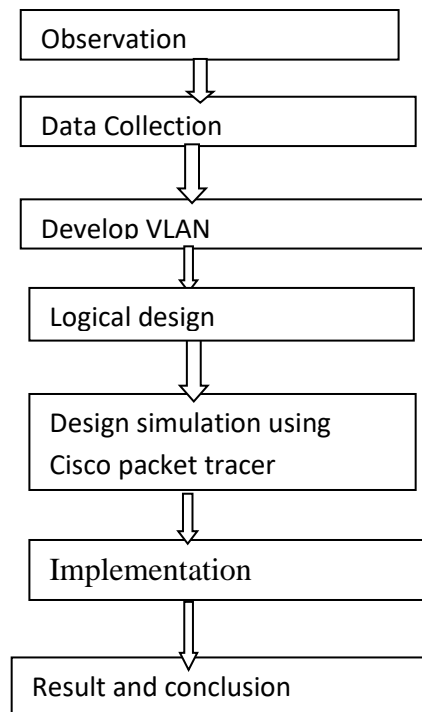 Observation
Data Collection
Develop VLAN
Logical design
Design simulation using
Cisco packet tracer
Implementation
Result and conclusion